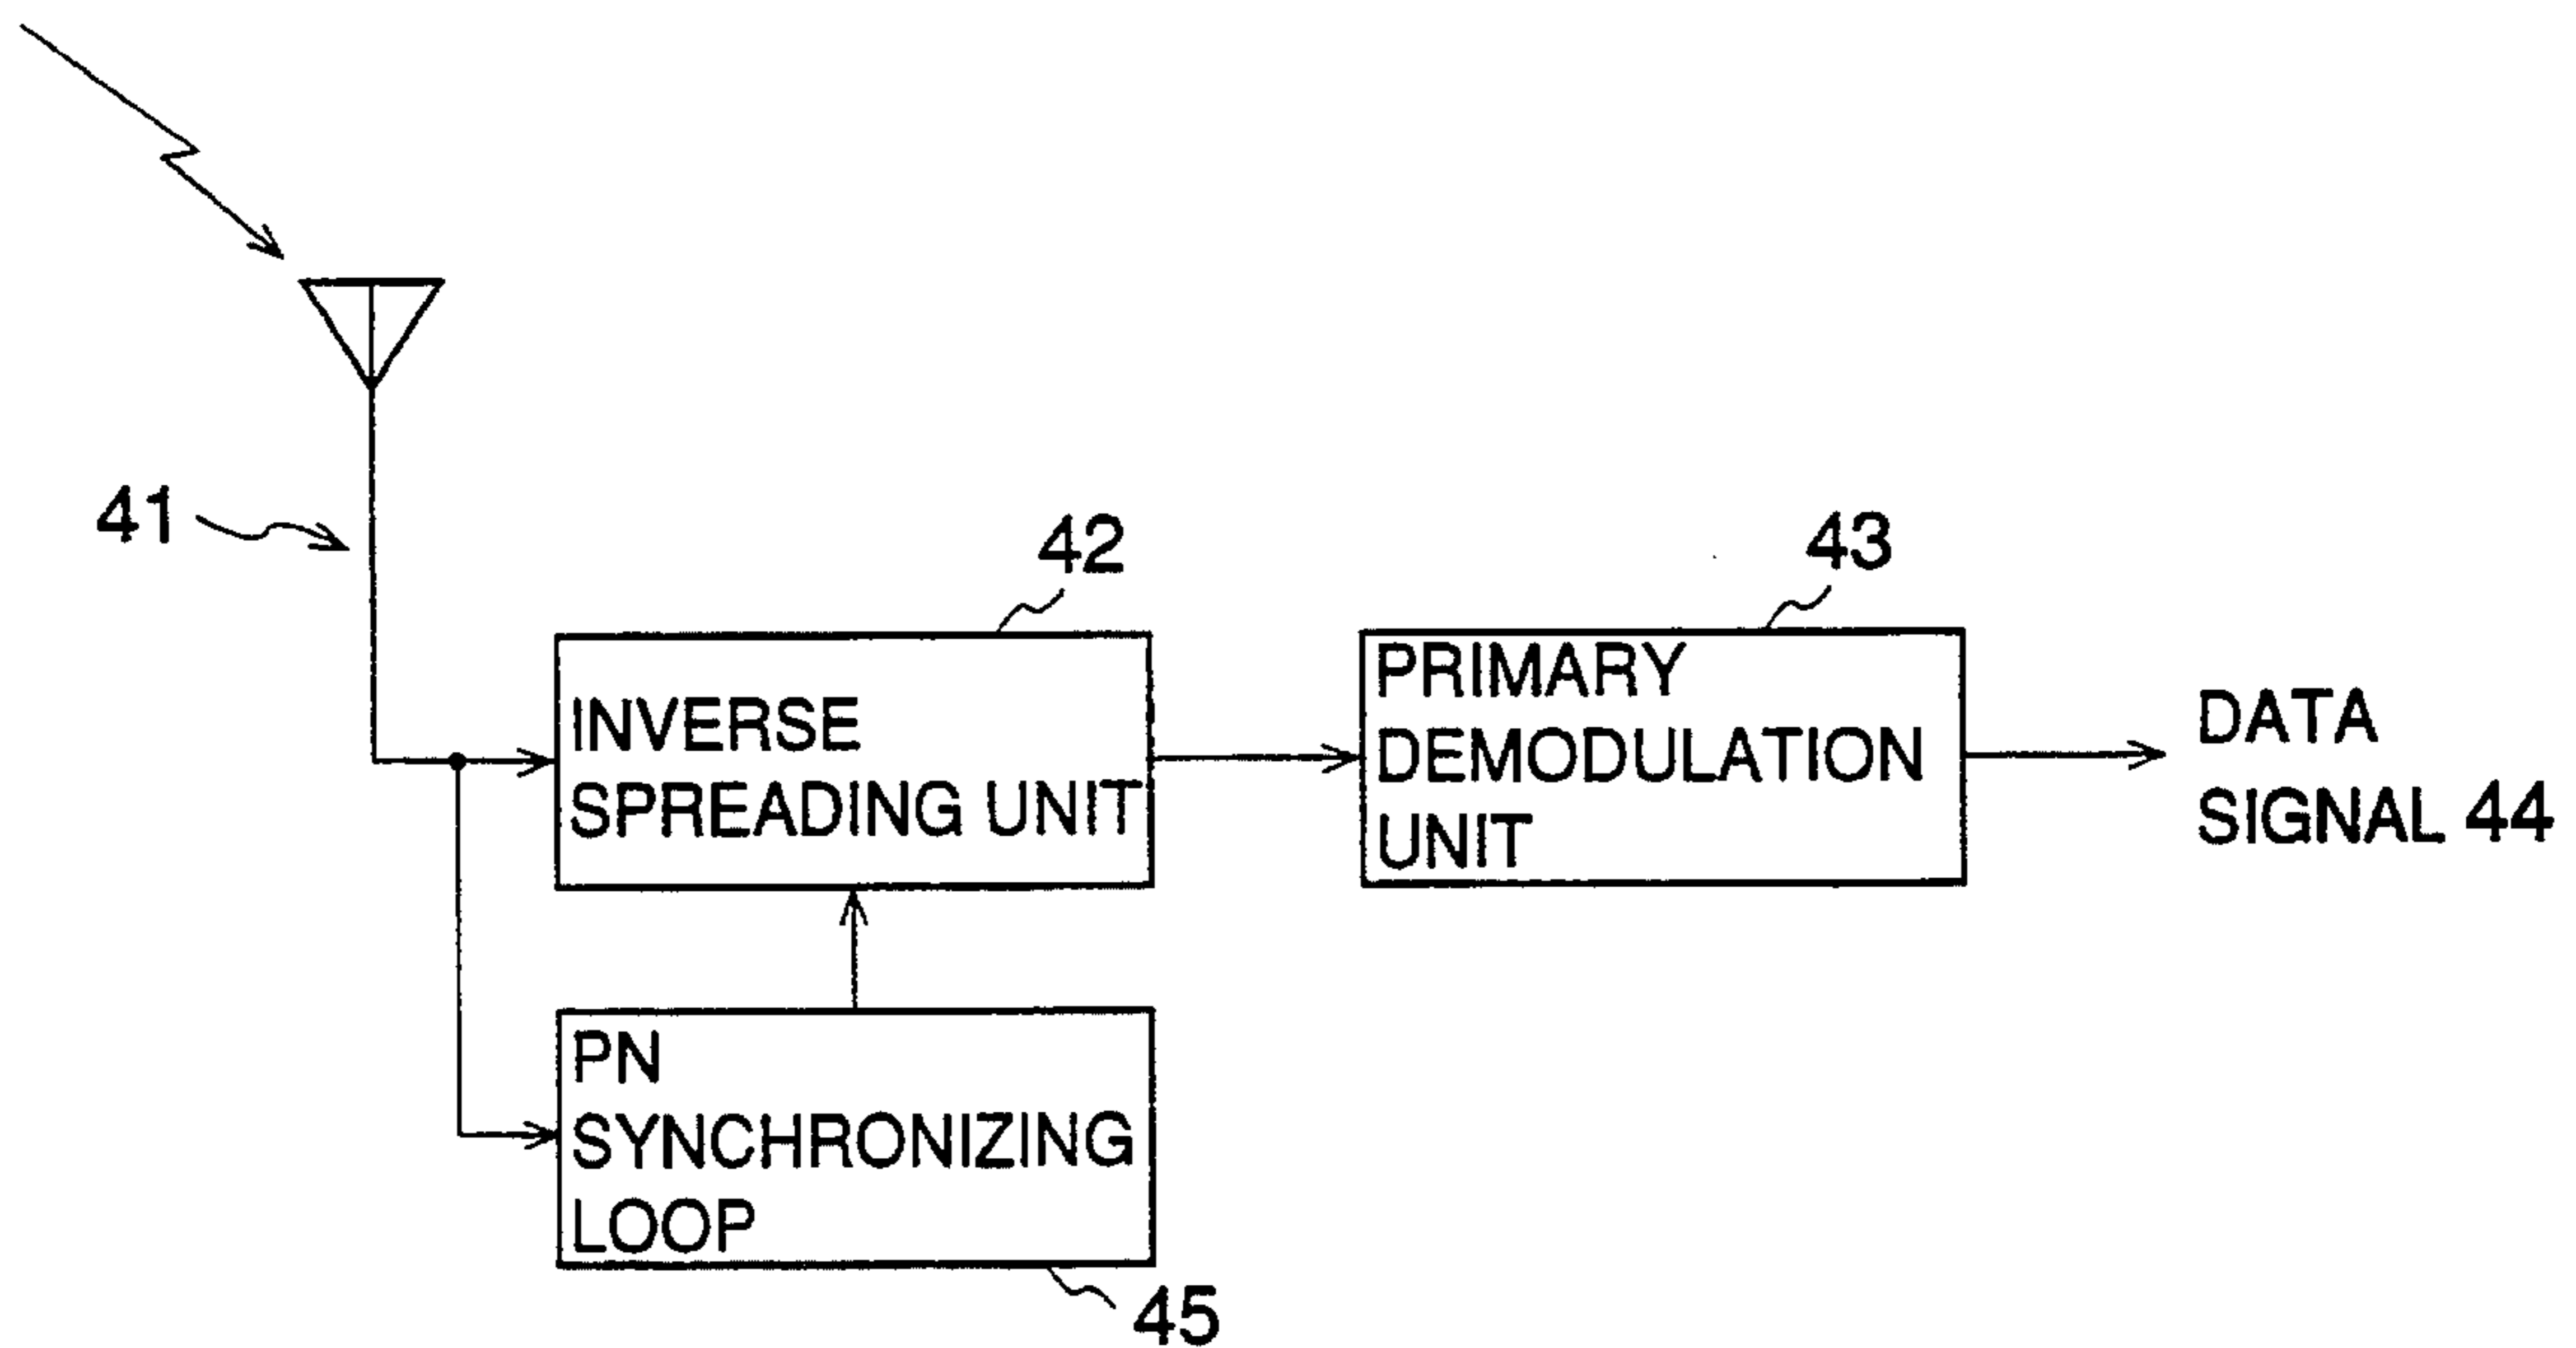 41
42
INVERSE
SPREADING UNIT
43
PRIMARY
DEMODULATION
UNIT
DATA
SIGNAL 44
PN
SYNCHRONIZING
LOOP
45